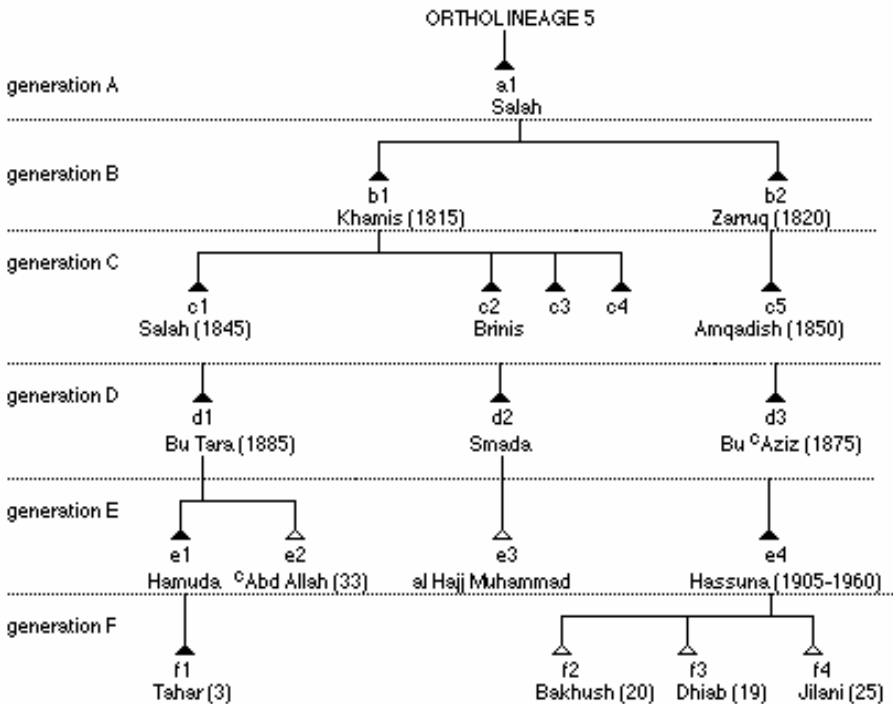 ORTHOLINEAGE 5
generation A
a1
Salah
generation B
b1 b2
Khamis (1815) Zarruq (1820)
generation C
c1 c2 c3 c4 c5
Salah (1845) Brinis Amqadish (1850)
generation D
d1 d2 d3
Bu Tara (1885) Smada Bu ᶜAziz (1875)
generation E
e1 e2 e3 e4
Hamuda ᶜAbd Allah (33) al Hajj Muhammad Hassuna (1905-1960)
generation F
f1 f2 f3 f4
Tahar (3) Bakhush (20) Dhiab (19) Jilani (25)